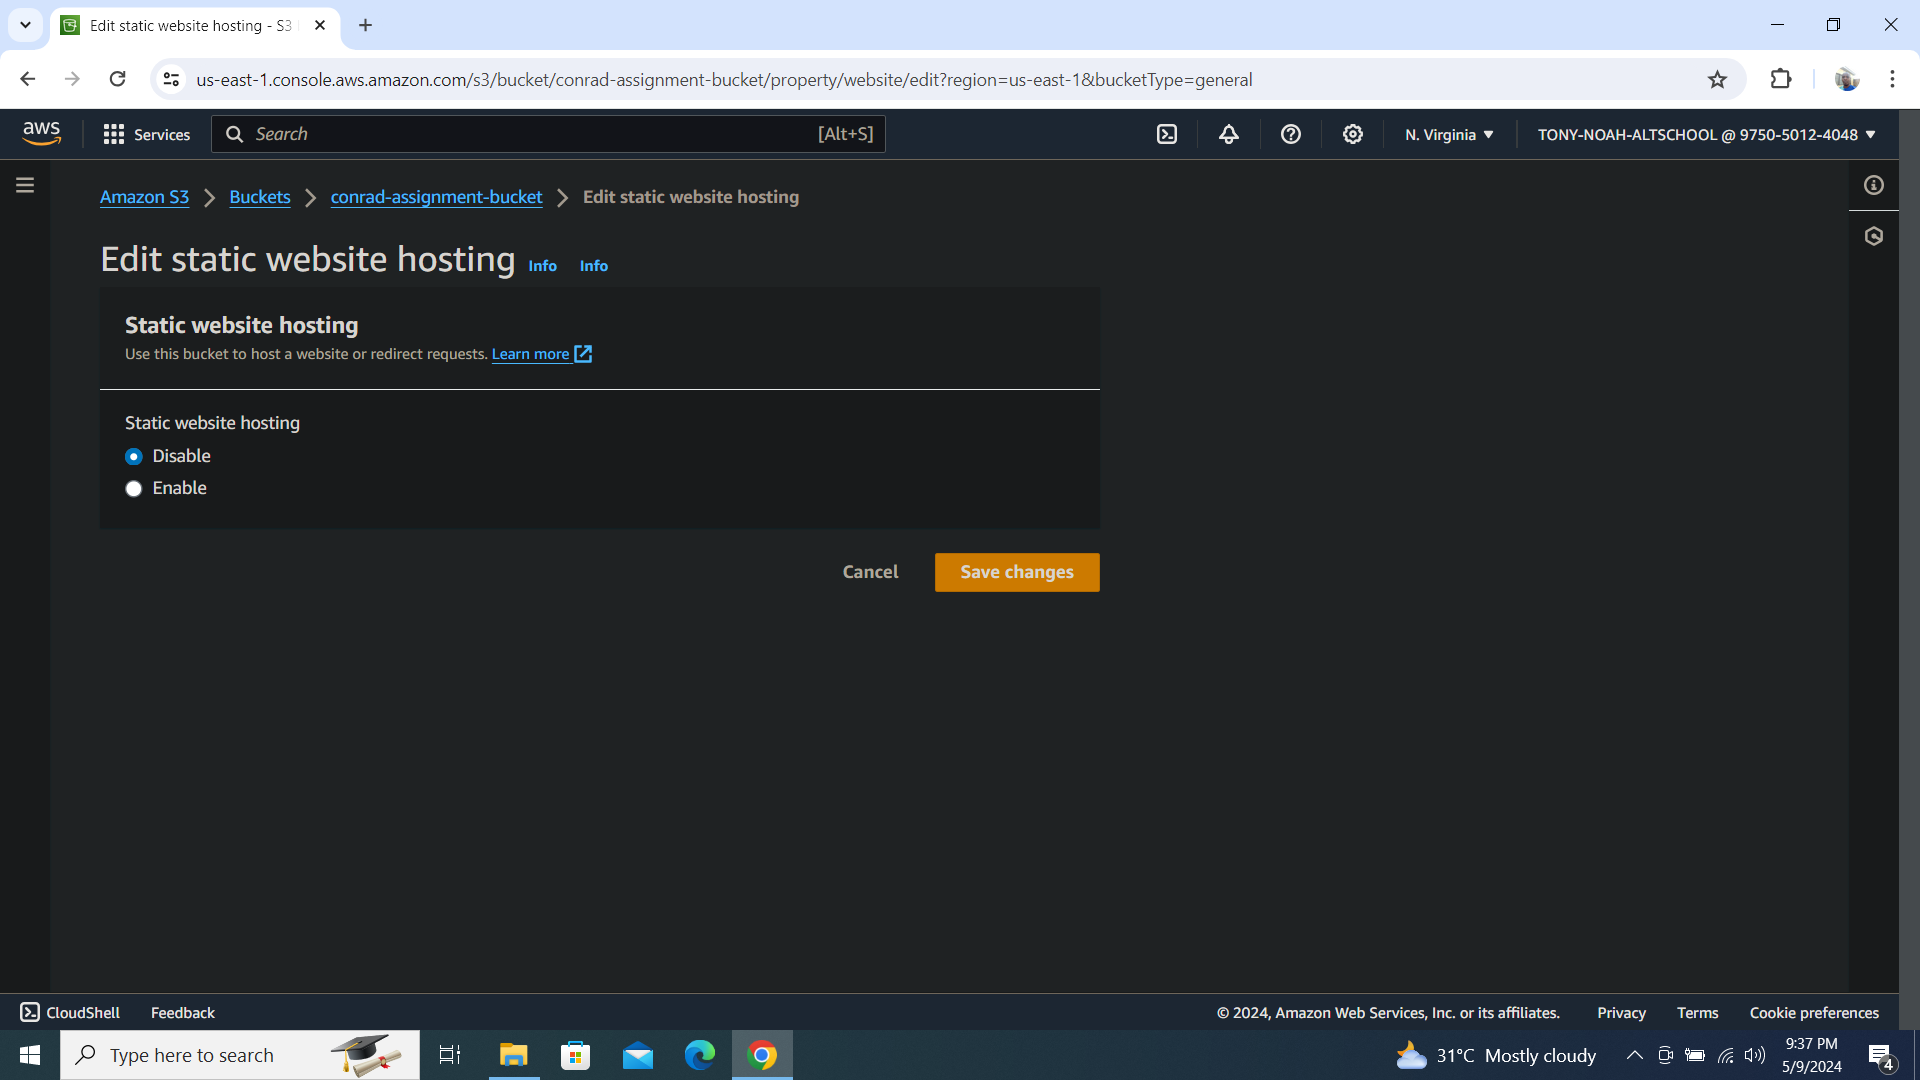 Edit static website hosting - S3
us-east-1.console.aws.amazon.com/s3/bucket/conrad-assignment-bucket/property/website/edit?region=us-east-1&bucketType=general
aws Services Search [Alt+S] N. Virginia TONY-NOAH-ALTSCHOOL @ 9750-5012-4048
Amazon S3 Buckets conrad-assignment-bucket Edit static website hosting
Edit static website hosting Info Info
Static website hosting
Use this bucket to host a website or redirect requests. Learn more
Static website hosting
Disable
Enable
Cancel Save changes
CloudShell Feedback © 2024, Amazon Web Services, Inc. or its affiliates. Privacy Terms Cookie preferences
Type here to search 31°C Mostly cloudy 9:37 PM
5/9/2024 4